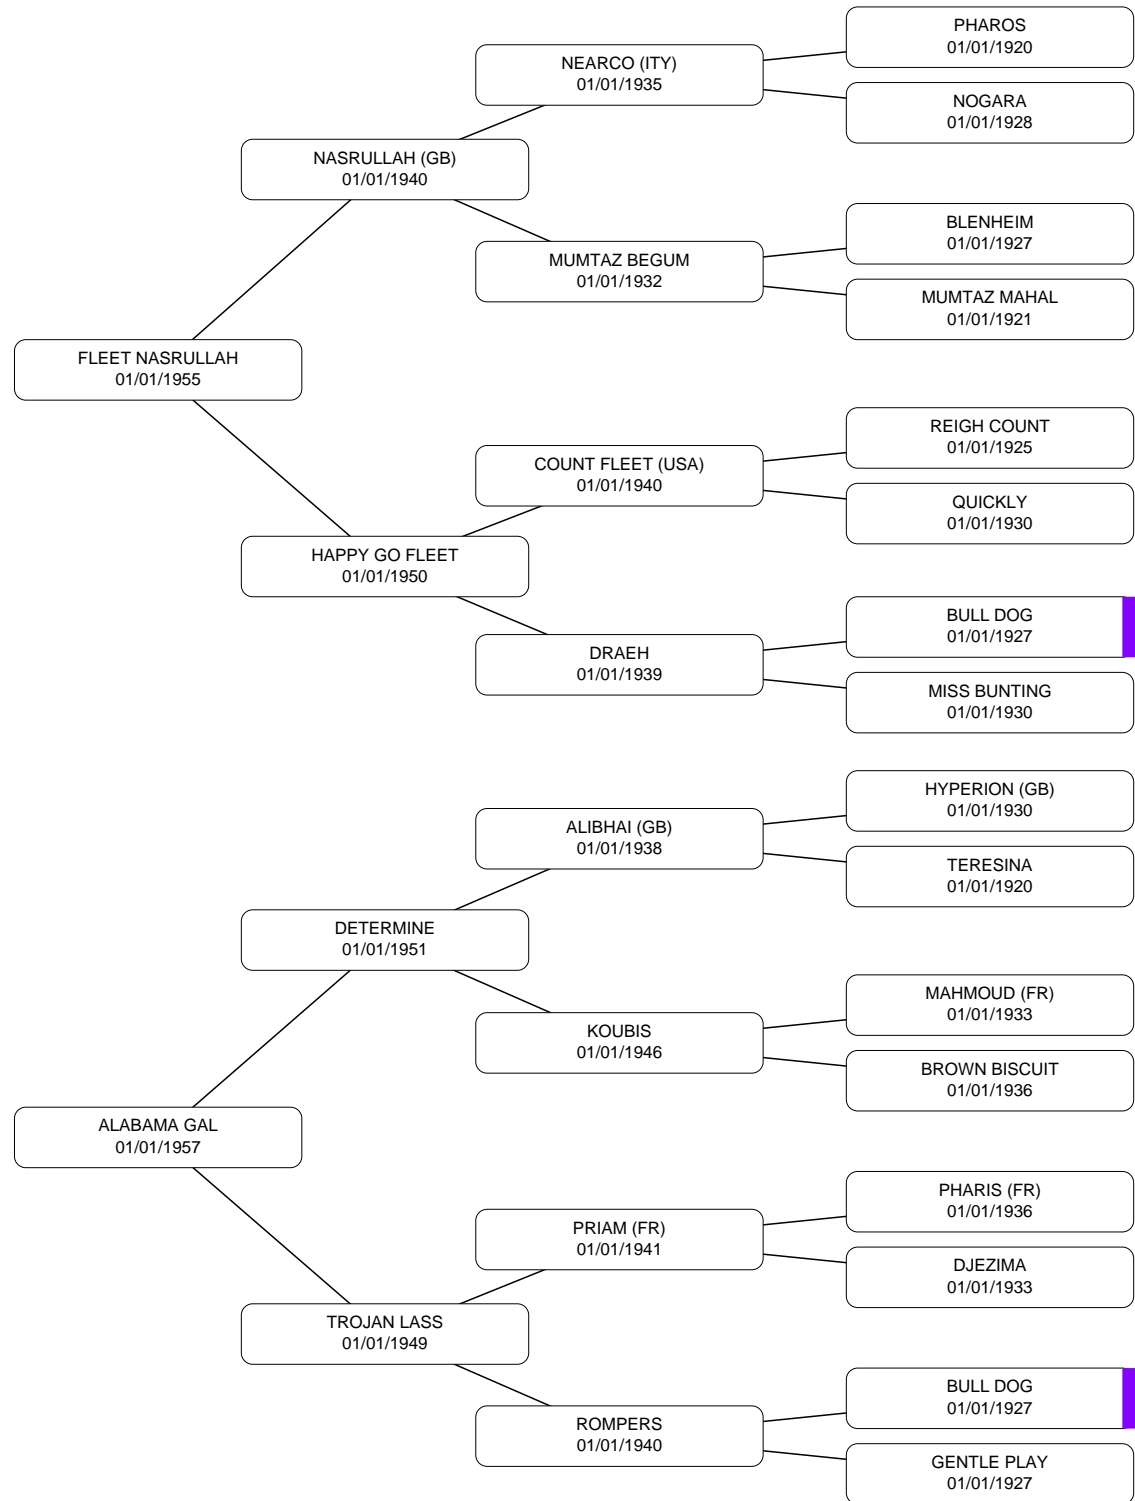 PHAROS
01/01/1920
NEARCO (ITY)
01/01/1935
NOGARA
01/01/1928
NASRULLAH (GB)
01/01/1940
BLENHEIM
01/01/1927
MUMTAZ BEGUM
01/01/1932
MUMTAZ MAHAL
01/01/1921
FLEET NASRULLAH
01/01/1955
REIGH COUNT
01/01/1925
COUNT FLEET (USA)
01/01/1940
QUICKLY
01/01/1930
HAPPY GO FLEET
01/01/1950
BULL DOG
01/01/1927
DRAEH
01/01/1939
MISS BUNTING
01/01/1930
HYPERION (GB)
01/01/1930
ALIBHAI (GB)
01/01/1938
TERESINA
01/01/1920
DETERMINE
01/01/1951
MAHMOUD (FR)
01/01/1933
KOUBIS
01/01/1946
BROWN BISCUIT
01/01/1936
ALABAMA GAL
01/01/1957
PHARIS (FR)
01/01/1936
PRIAM (FR)
01/01/1941
DJEZIMA
01/01/1933
TROJAN LASS
01/01/1949
BULL DOG
01/01/1927
ROMPERS
01/01/1940
GENTLE PLAY
01/01/1927